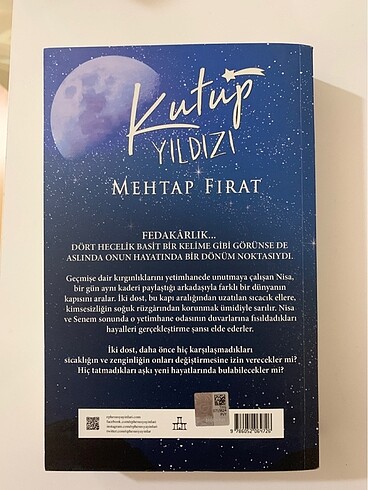 Kutup
YILDIZI
MEHTAP FIRAT
FEDAKÂRLIK...
DÖRT HECELİK BASİT BİR KELİME GİBİ GÖRÜNSE DE
ASLINDA ONUN HAYATINDA BİR DÖNÜM NOKTASIYDI.
Geçmişe dair kırgınlıklarını yetimhanede unutmaya çalışan Nisa,
bir gün aynı kaderi paylaştığı arkadaşıyla farklı bir dünyanın
kapısını aralar. İki dost, bu kapı aralığından uzatılan sıcacık ellere,
kimsesizliğin soğuk rüzgârından korunmak ümidiyle sarılır. Nisa
ve Senem sonunda o yetimhane odasının duvarlarına fısıldadıkları
hayalleri gerçekleştirme şansı elde ederler.
İki dost, daha önce hiç karşılaşmadıkları
sıcaklığın ve zenginliğin onları değiştirmesine izin verecekler mi?
Hiç tatmadıkları aşkı yeni hayatlarında bulabilecekler mi?